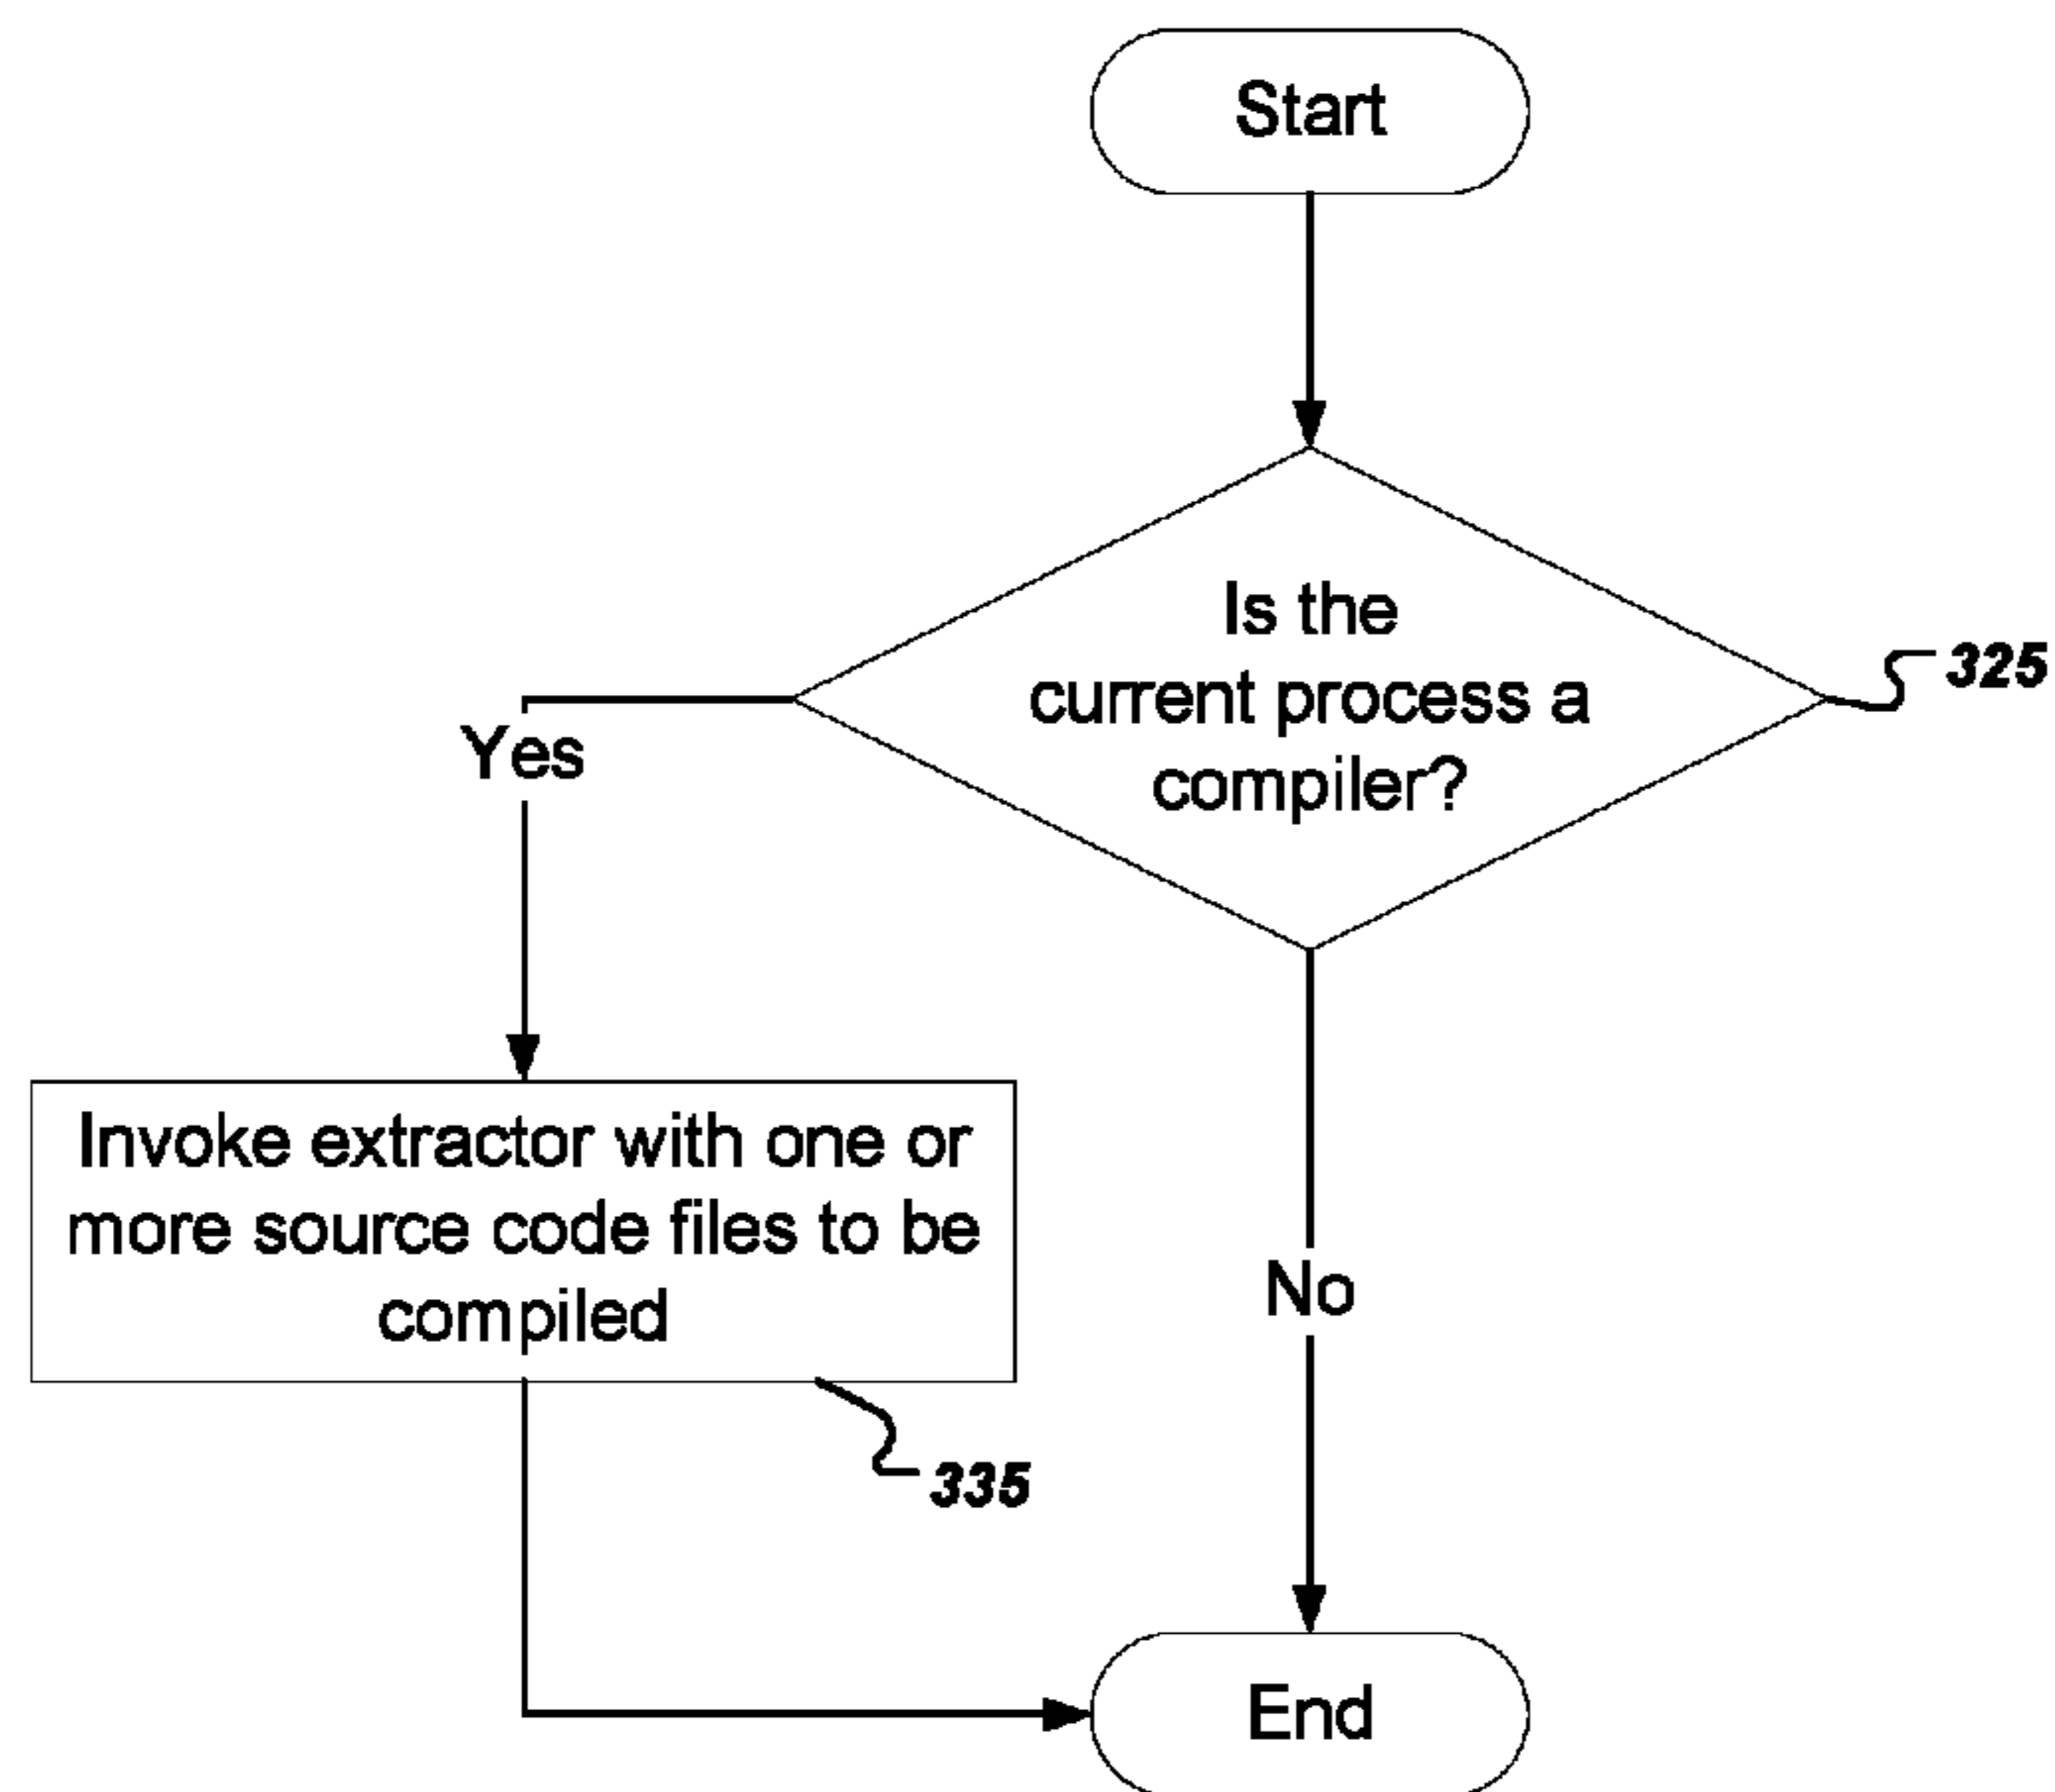 Start
Is the
current process a
compiler?
325
Yes
Invoke extractor with one or
more source code files to be
compiled
335
No
End